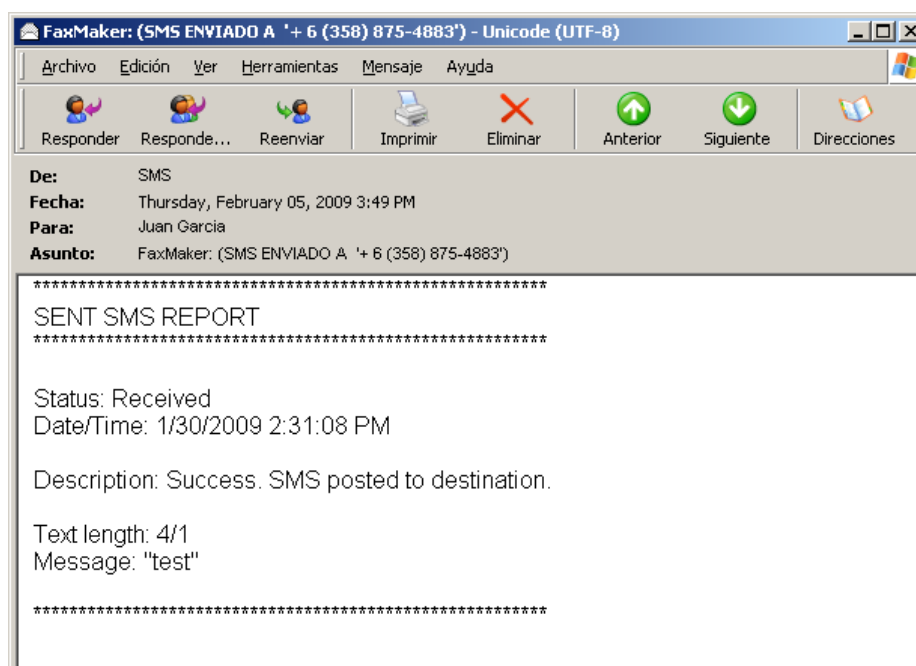 FaxMaker: (SMS ENVIADO A '+ 6 (358) 875-4883') - Unicode (UTF-8)
Archivo Edición Ver Herramientas Mensaje Ayuda
Responder Responde... Reenviar Imprimir Eliminar Anterior Siguiente Direcciones
De: SMS
Fecha: Thursday, February 05, 2009 3:49 PM
Para: Juan Garcia
Asunto: FaxMaker: (SMS ENVIADO A '+ 6 (358) 875-4883')
*********************************************************
SENT SMS REPORT
*********************************************************
Status: Received
Date/Time: 1/30/2009 2:31:08 PM
Description: Success. SMS posted to destination.
Text length: 4/1
Message: "test"
*********************************************************